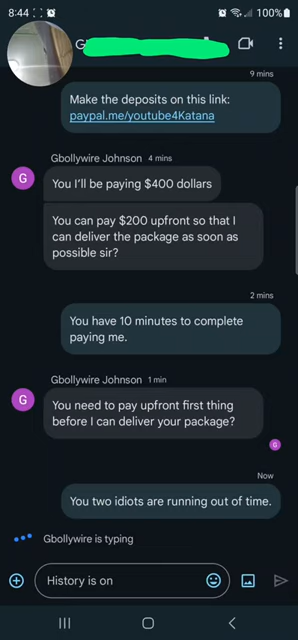 8:44
100%
G
9 mins
Make the deposits on this link:
paypal.me/youtube4Katana
Gbollywire Johnson 4 mins
G
You I'll be paying $400 dollars
You can pay $200 upfront so that I
can deliver the package as soon as
possible sir?
2 mins
You have 10 minutes to complete
paying me.
Gbollywire Johnson 1 min
G
You need to pay upfront first thing
before I can deliver your package?
G
Now
You two idiots are running out of time.
Gbollywire is typing
History is on